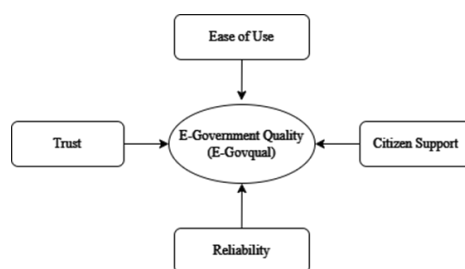 Ease of Use
Trust
E-Government Quality
(E-Govqual)
Citizen Support
Reliability